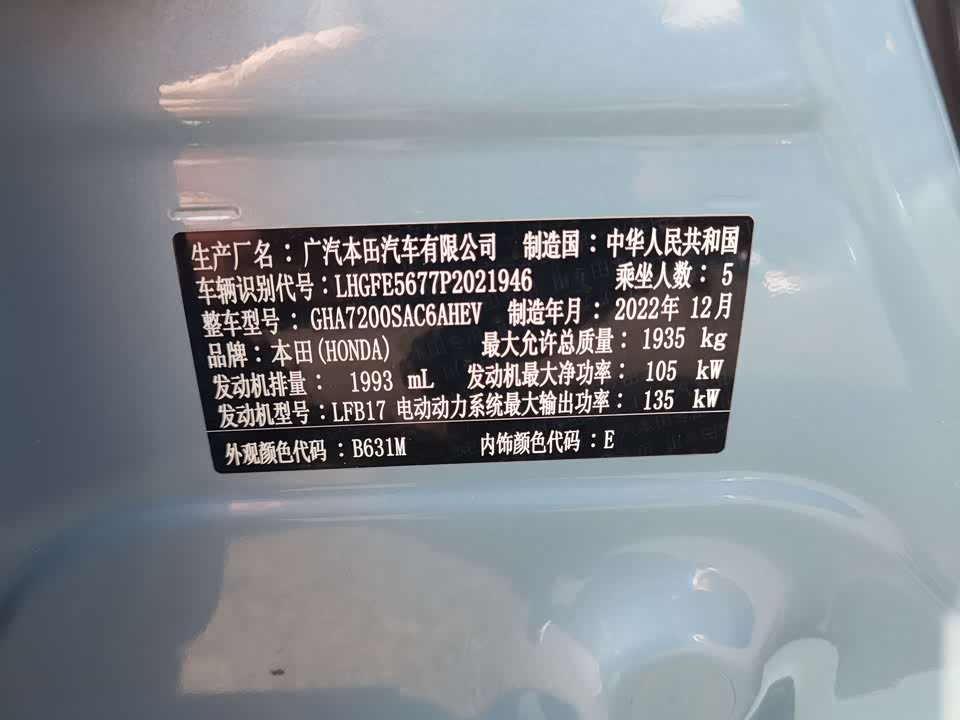 生产厂名：广汽本田汽车有限公司 制造国：中华人民共和国
车辆识别代号：LHGFE5677P2021946 乘坐人数：5
整车型号：GHA7200SAC6AHEV 制造年月：2022年12月
品牌：本田(HONDA) 最大允许总质量：1935 kg
发动机排量：1993 mL 发动机最大净功率：105 kW
发动机型号：LFB17 电动动力系统最大输出功率：135 kW
外观颜色代码：B631M 内饰颜色代码：E